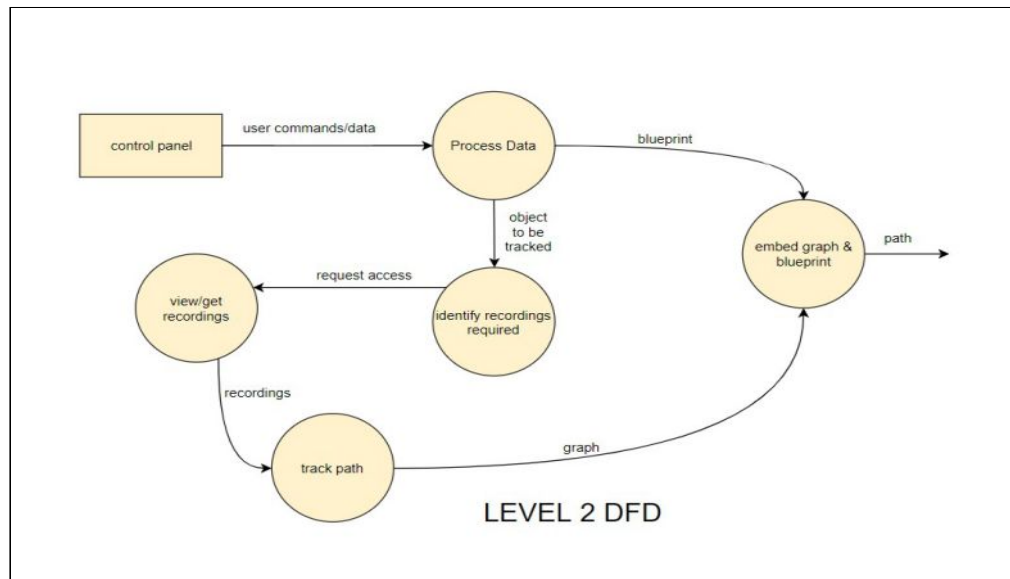 user commands/data
control panel
Process Data
blueprint
object
to be
tracked
embed graph &
blueprint
path
request access
view/get
recordings
identify recordings
required
recordings
track path
graph
LEVEL 2 DFD